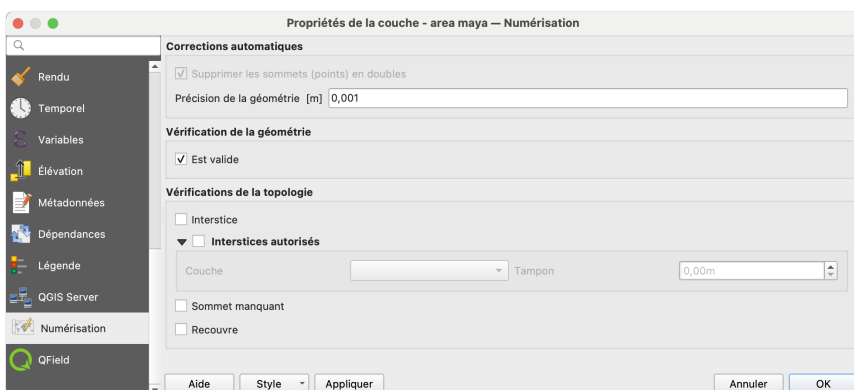 Propriétés de la couche - area maya — Numérisation
Rendu
Temporel
Variables
Élévation
Métadonnées
Dépendances
Légende
QGIS Server
Numérisation
QField
Corrections automatiques
Supprimer les sommets (points) en doubles
Précision de la géométrie [m] 0,001
Vérification de la géométrie
Est valide
Vérifications de la topologie
Interstice
Interstices autorisés
Couche Tampon 0,00m
Sommet manquant
Recouvre
Aide Style Appliquer Annuler OK